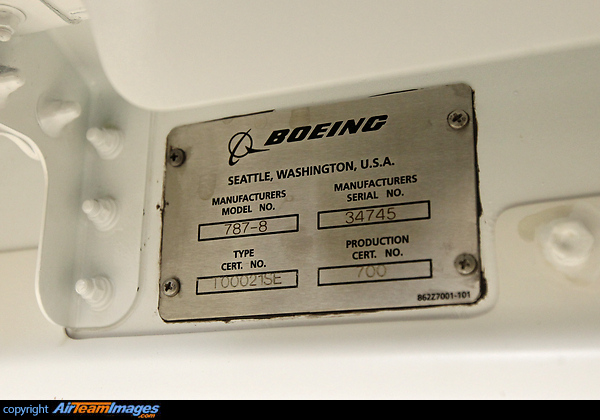 BOEING
SEATTLE, WASHINGTON, U.S.A.
MANUFACTURERS
MODEL NO.
787-8
MANUFACTURERS
SERIAL NO.
34745
TYPE
CERT. NO.
T00021SE
PRODUCTION
CERT. NO.
700
862Z7001-101
copyright AirTeamImages.com